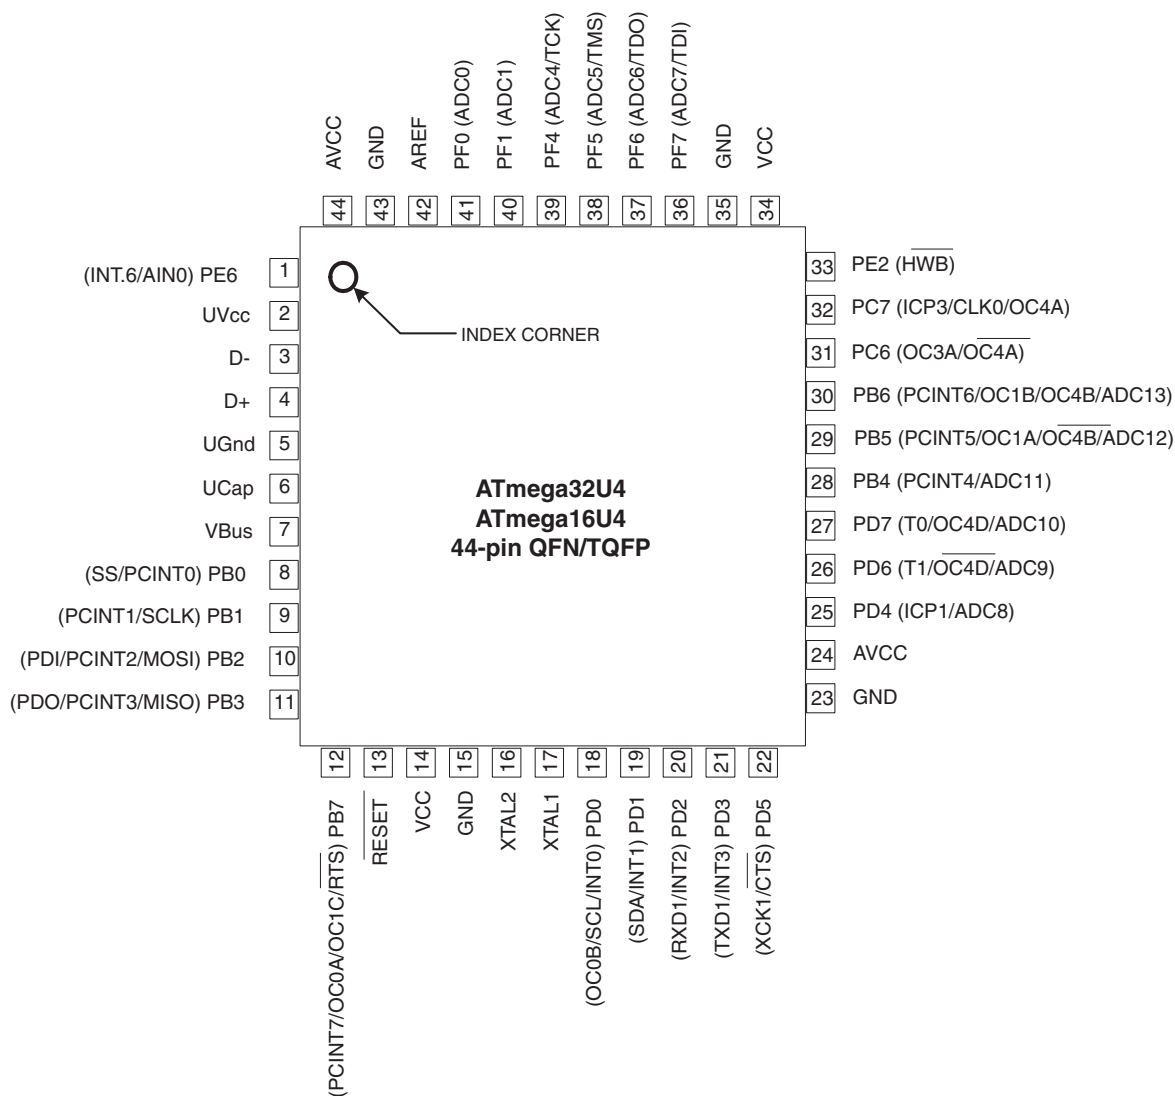 AVCC
GND
AREF
PF0 (ADC0)
PF1 (ADC1)
PF4 (ADC4/TCK)
PF5 (ADC5/TMS)
PF6 (ADC6/TDO)
PF7 (ADC7/TDI)
GND
VCC
44
43
42
41
40
39
38
37
36
35
34
(INT.6/AIN0) PE6 1
UVcc 2
D- 3
D+ 4
UGnd 5
UCap 6
VBus 7
(SS/PCINT0) PB0 8
(PCINT1/SCLK) PB1 9
(PDI/PCINT2/MOSI) PB2 10
(PDO/PCINT3/MISO) PB3 11
INDEX CORNER
ATmega32U4
ATmega16U4
44-pin QFN/TQFP
33 PE2 (HWB)
32 PC7 (ICP3/CLK0/OC4A)
31 PC6 (OC3A/OC4A)
30 PB6 (PCINT6/OC1B/OC4B/ADC13)
29 PB5 (PCINT5/OC1A/OC4B/ADC12)
28 PB4 (PCINT4/ADC11)
27 PD7 (T0/OC4D/ADC10)
26 PD6 (T1/OC4D/ADC9)
25 PD4 (ICP1/ADC8)
24 AVCC
23 GND
12
13
14
15
16
17
18
19
20
21
22
(PCINT7/OC0A/OC1C/RTS) PB7
RESET
VCC
GND
XTAL2
XTAL1
(OC0B/SCL/INT0) PD0
(SDA/INT1) PD1
(RXD1/INT2) PD2
(TXD1/INT3) PD3
(XCK1/CTS) PD5